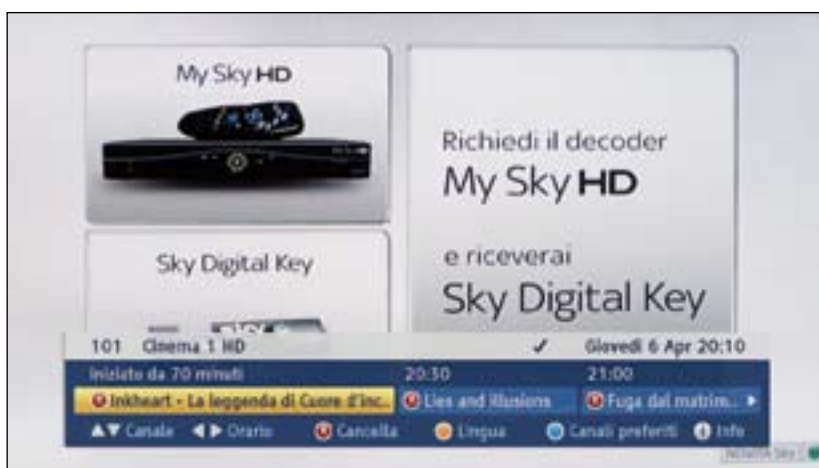 My Sky HD
Richiedi il decoder
My Sky HD
e riceverai
Sky Digital Key
Sky Digital Key
101 Cinema 1 HD ✓ Giovedì 6 Apr 20:10
Iniziato da 70 minuti 20:30 21:00
Inkheart - La leggenda di Cuore d'inc.. Lies and illusions Fuga dal matrim..
Canale Orario Cancella Lingua Canali preferiti Info
Sky